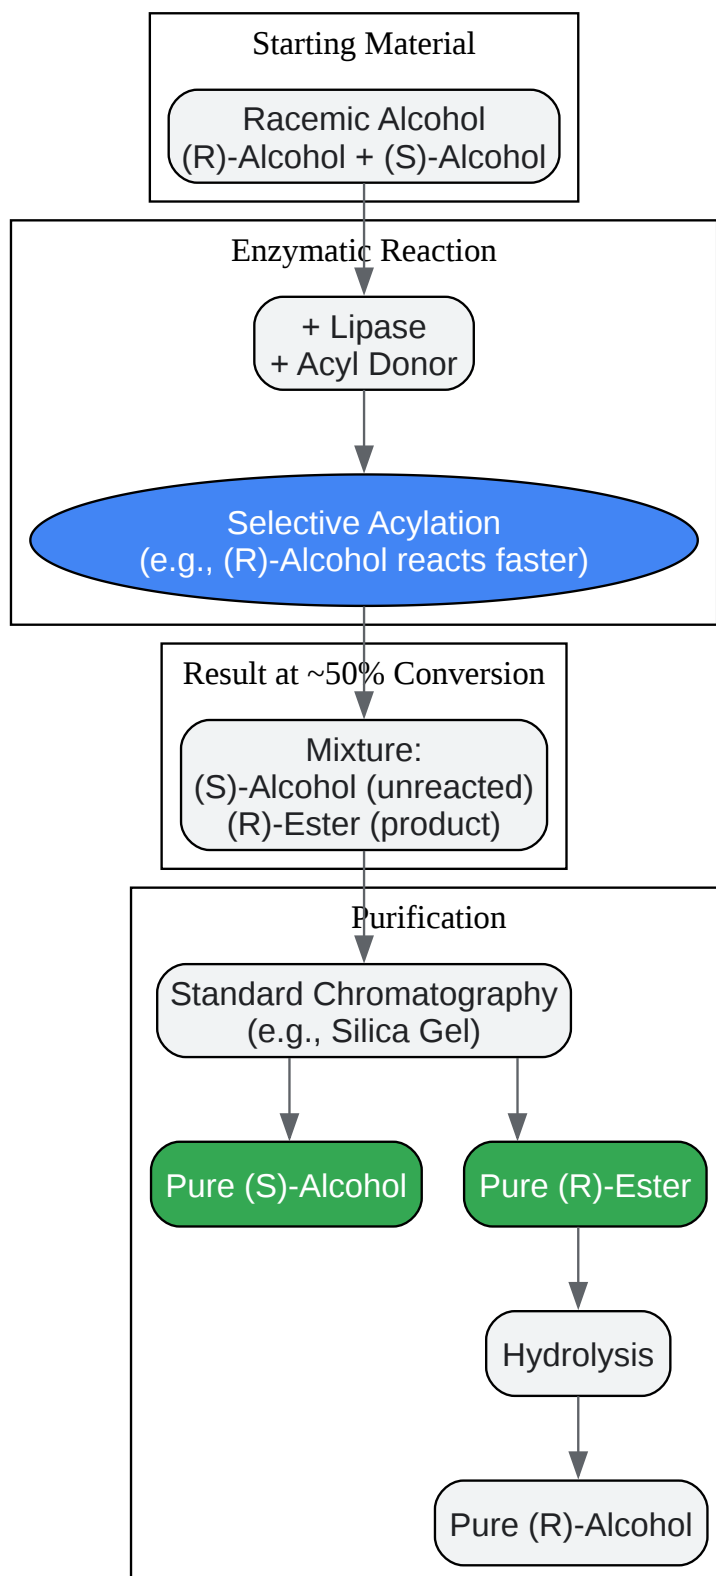 Starting Material
Racemic Alcohol
(R)-Alcohol + (S)-Alcohol
Enzymatic Reaction
+ Lipase
+ Acyl Donor
Selective Acylation
(e.g., (R)-Alcohol reacts faster)
Result at ~50% Conversion
Mixture:
(S)-Alcohol (unreacted)
(R)-Ester (product)
Purification
Standard Chromatography
(e.g., Silica Gel)
Pure (S)-Alcohol
Pure (R)-Ester
Hydrolysis
Pure (R)-Alcohol